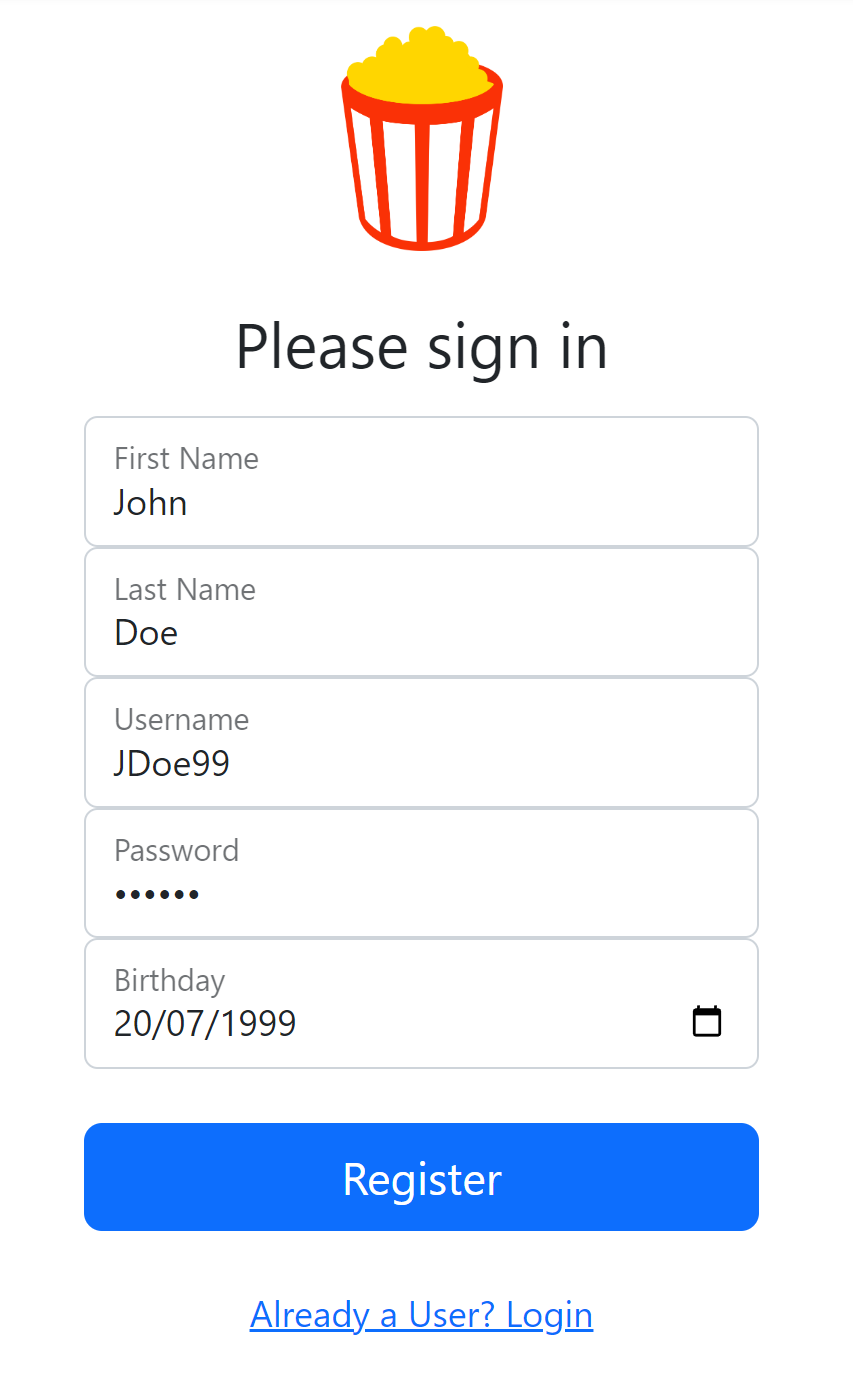 Please sign in
First Name
John
Last Name
Doe
Username
JDoe99
Password
••••••
Birthday
20/07/1999
Register
Already a User? Login